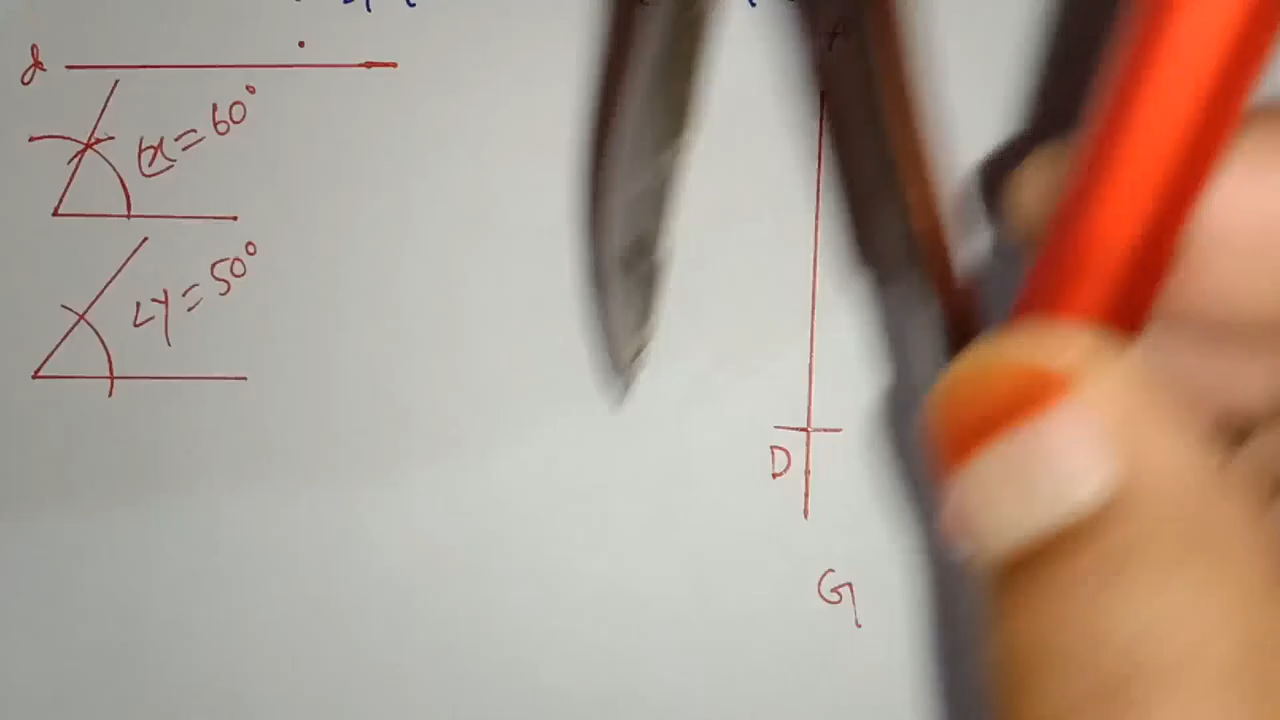 d
∠x = 60°
∠y = 50°
D
G